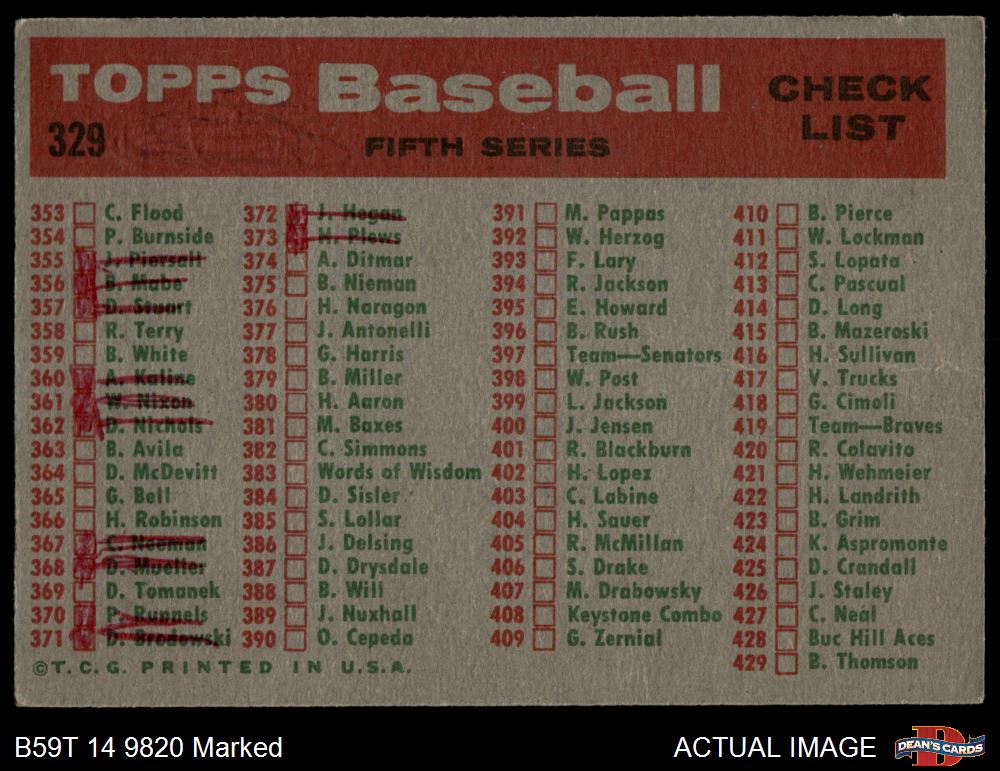 TOPPS Baseball CHECK LIST
329 FIFTH SERIES
353 C. Flood
354 P. Burnside
355 J. Piersall
356 B. Mabe
357 D. Stuart
358 R. Terry
359 B. White
360 A. Kaline
361 W. Nixon
362 D. Nichols
363 B. Avila
364 D. McDevitt
365 G. Bell
366 H. Robinson
367 C. Neeman
368 D. Mueller
369 D. Tomanek
370 P. Runnels
371 D. Brodowski
372 J. Hegan
373 H. Plews
374 A. Ditmar
375 B. Nieman
376 H. Naragon
377 J. Antonelli
378 G. Harris
379 B. Miller
380 H. Aaron
381 M. Baxes
382 C. Simmons
383 Words of Wisdom
384 D. Sisler
385 S. Lollar
386 J. Delsing
387 D. Drysdale
388 B. Will
389 J. Nuxhall
390 O. Cepeda
391 M. Pappas
392 W. Herzog
393 F. Lary
394 R. Jackson
395 E. Howard
396 B. Rush
397 Team—Senators
398 W. Post
399 L. Jackson
400 J. Jensen
401 R. Blackburn
402 H. Lopez
403 C. Labine
404 H. Sauer
405 R. McMillan
406 S. Drake
407 M. Drabowsky
408 Keystone Combo
409 G. Zernial
410 B. Pierce
411 W. Lockman
412 S. Lopata
413 C. Pascual
414 D. Long
415 B. Mazeroski
416 H. Sullivan
417 V. Trucks
418 G. Cimoli
419 Team—Braves
420 R. Colavito
421 H. Wehmeier
422 H. Landrith
423 B. Grim
424 K. Aspromonte
425 D. Crandall
426 J. Staley
427 C. Neal
428 Buc Hill Aces
429 B. Thomson
©T.C.G. PRINTED IN U.S.A.
B59T 14 9820 Marked
ACTUAL IMAGE
DEAN'S CARDS